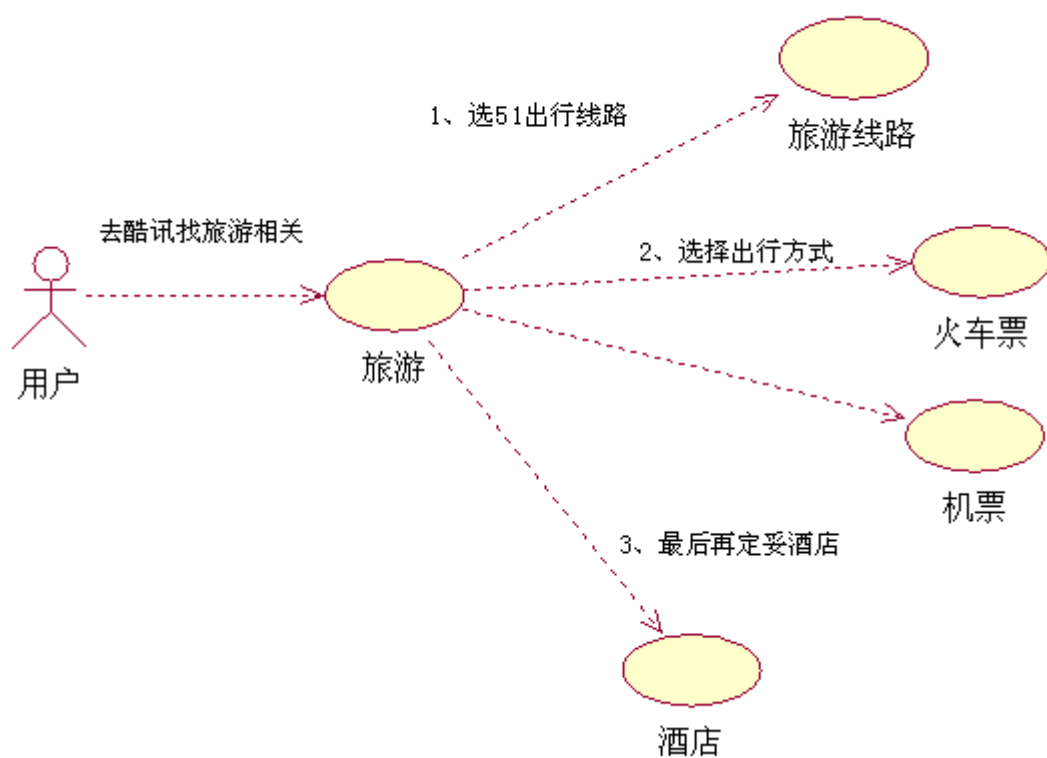 1、选51出行线路
旅游线路
去酷讯找旅游相关
2、选择出行方式
火车票
旅游
用户
机票
3、最后再定妥酒店
酒店